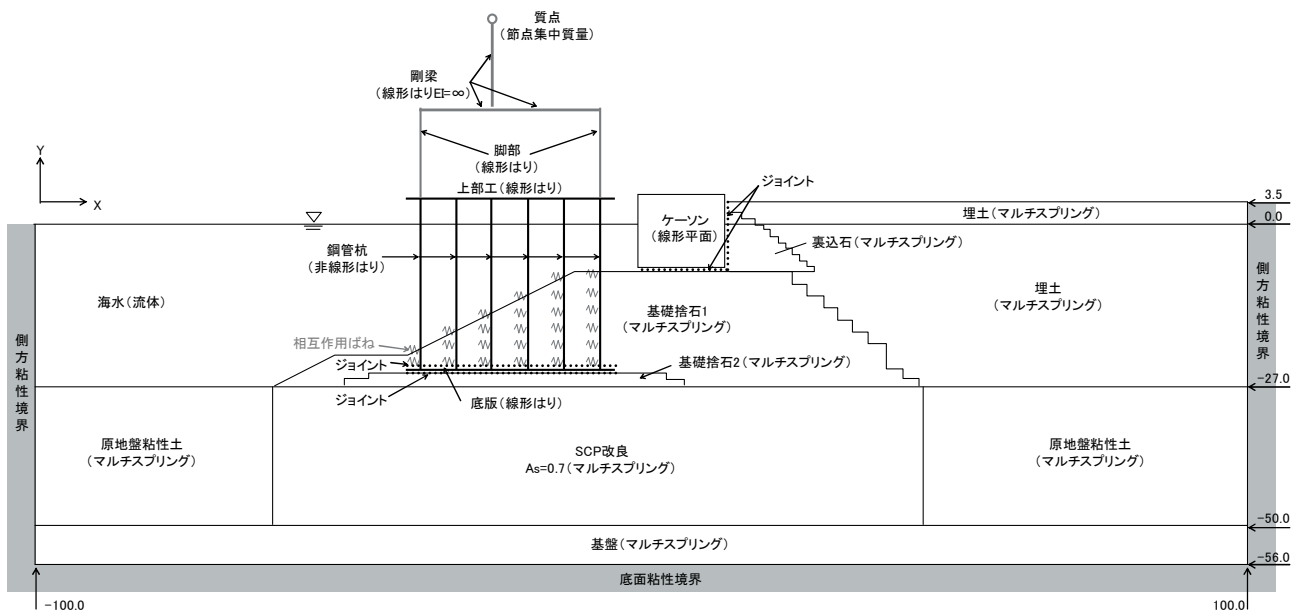 質点
(節点集中質量)
剛梁
(線形はりEI=∞)
Y
X
脚部
(線形はり)
上部工(線形はり)
ジョイント
3.5
埋土(マルチスプリング)
0.0
ケーソン
(線形平面)
裏込石(マルチスプリング)
鋼管杭
(非線形はり)
海水(流体)
埋土
(マルチスプリング)
基礎捨石1
(マルチスプリング)
側方粘性境界
側方粘性境界
相互作用ばね
ジョイント
基礎捨石2(マルチスプリング)
-27.0
ジョイント
底版(線形はり)
原地盤粘性土
(マルチスプリング)
SCP改良
As=0.7(マルチスプリング)
原地盤粘性土
(マルチスプリング)
-50.0
基盤(マルチスプリング)
-56.0
底面粘性境界
-100.0
100.0